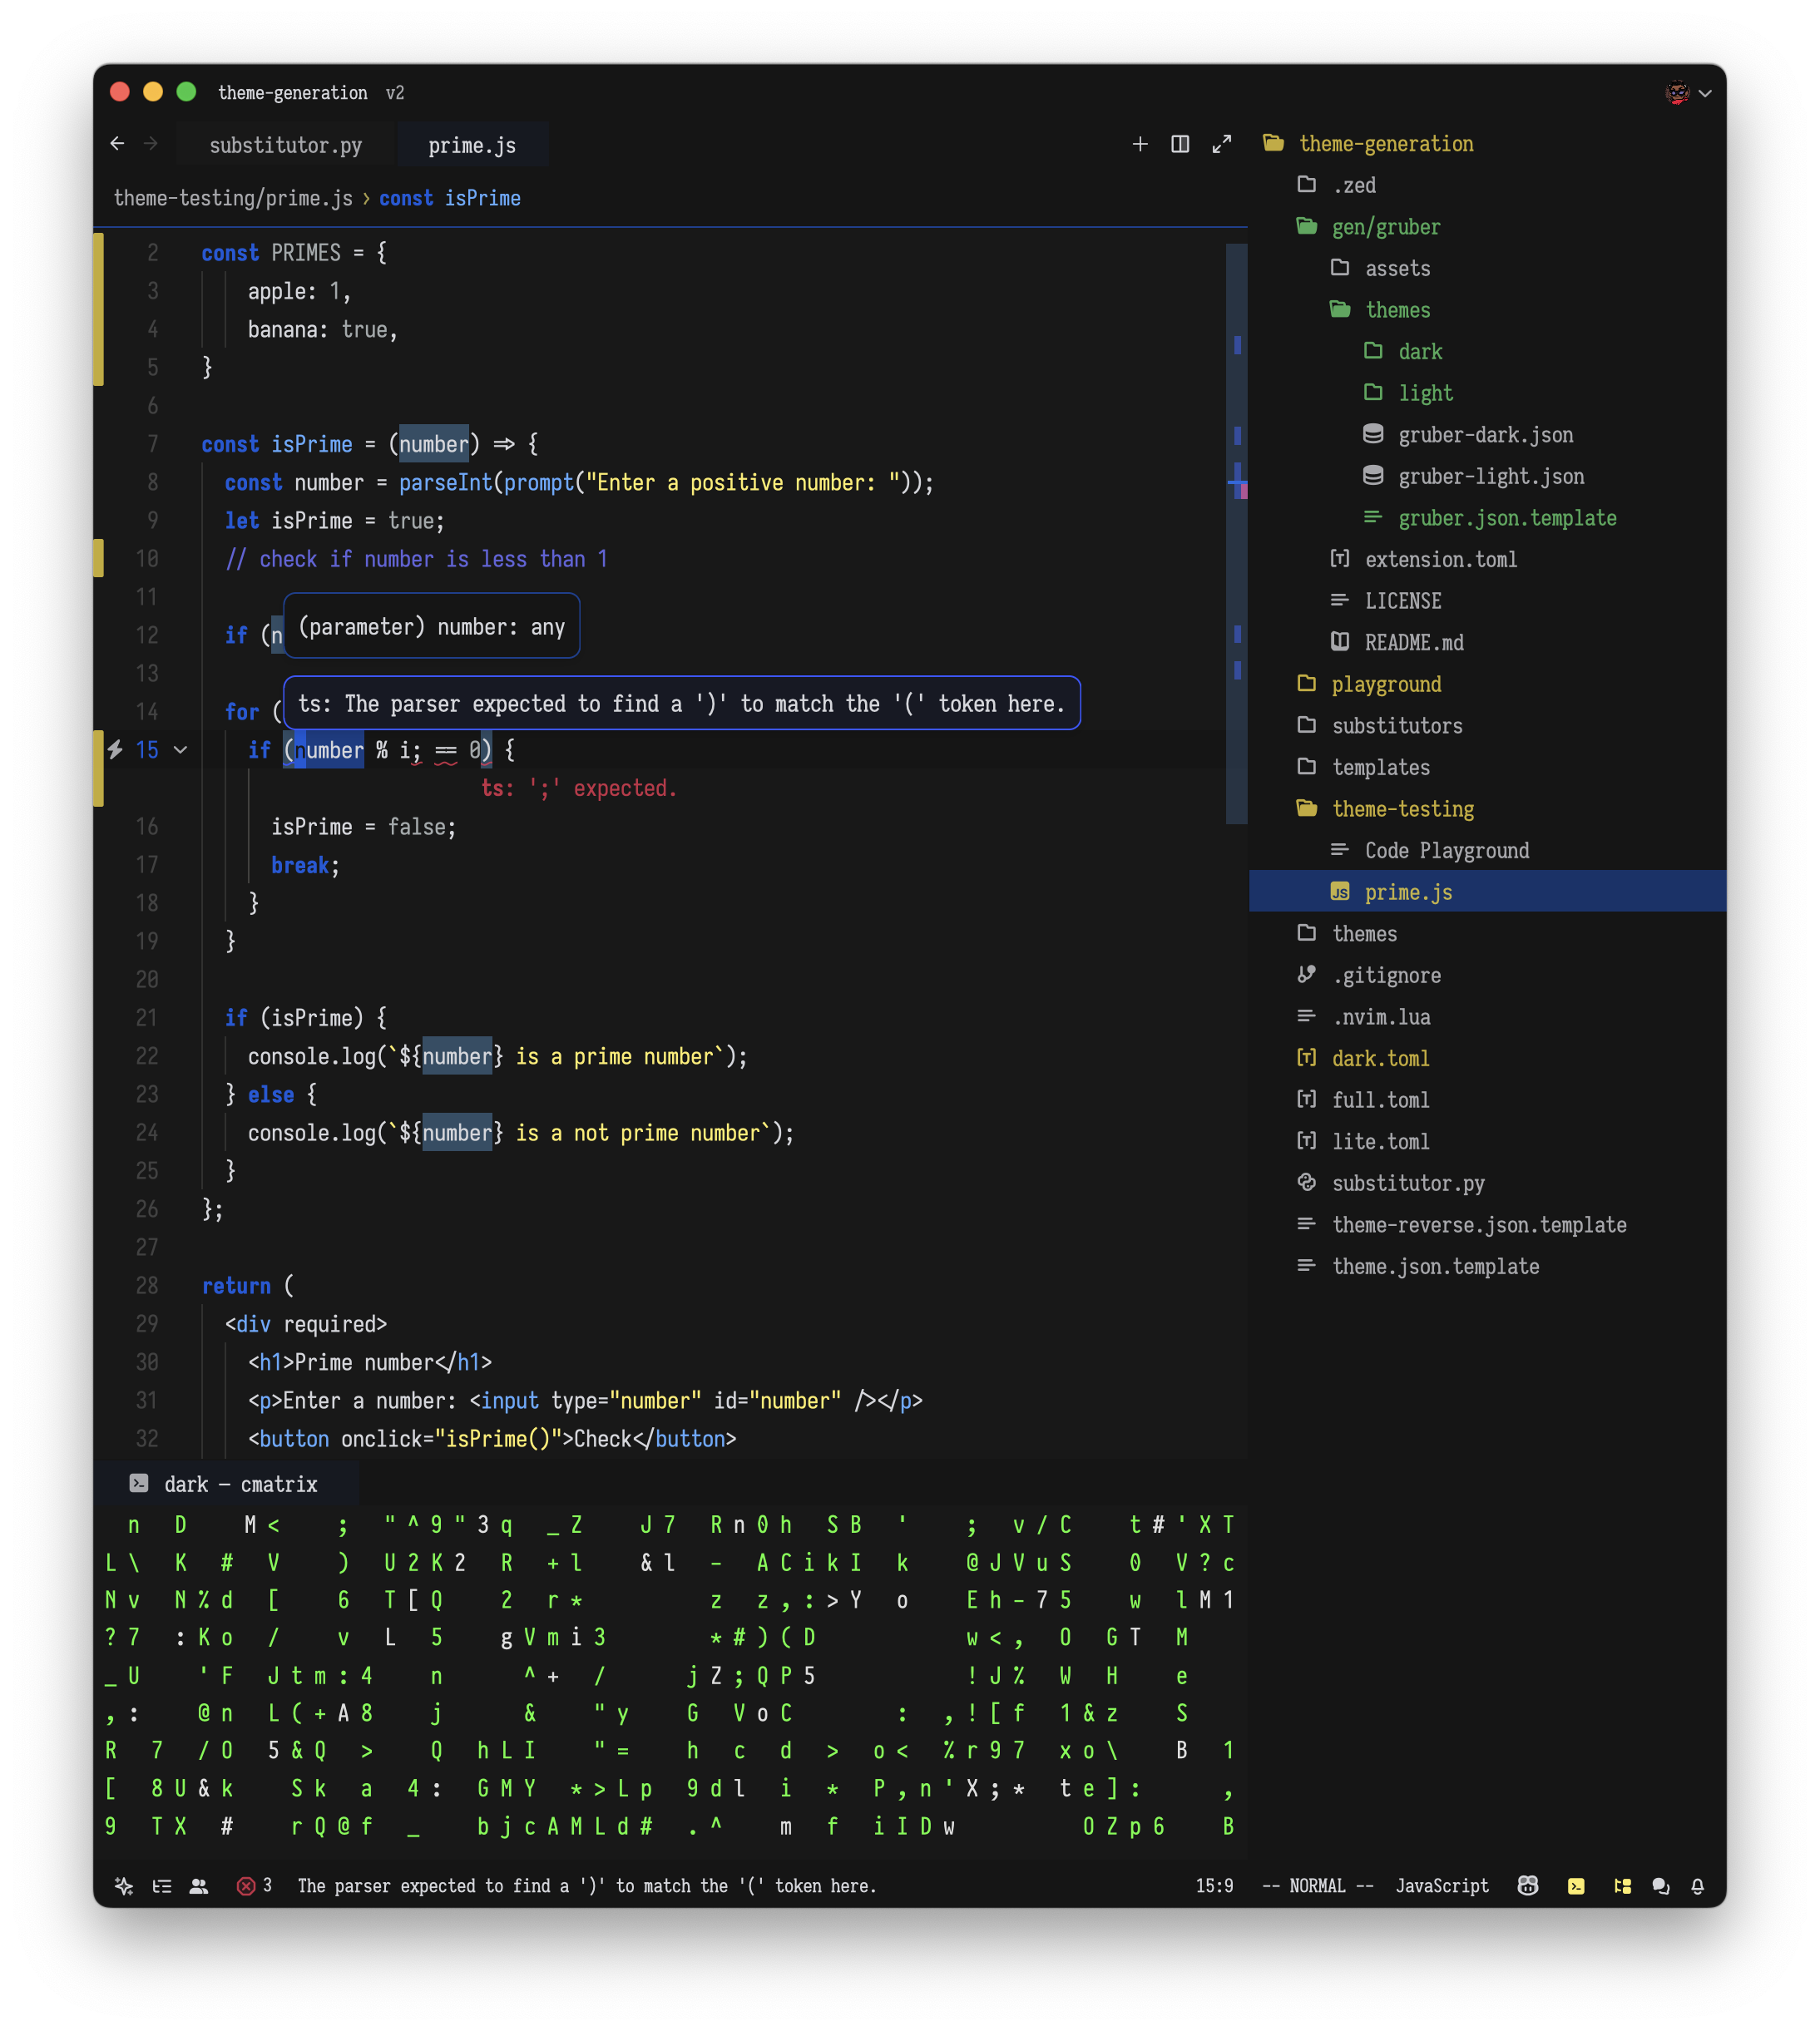 theme-generation v2
substitutor.py prime.js
theme-testing/prime.js › const isPrime
2 const PRIMES = {
3 apple: 1,
4 banana: true,
5 }
6
7 const isPrime = (number) => {
8 const number = parseInt(prompt("Enter a positive number: "));
9 let isPrime = true;
10 // check if number is less than 1
11
(parameter) number: any
12 if (n
13
ts: The parser expected to find a ')' to match the '(' token here.
14 for (
15 if (number % i; == 0) {
ts: ';' expected.
16 isPrime = false;
17 break;
18 }
19 }
20
21 if (isPrime) {
22 console.log(`${number} is a prime number`);
23 } else {
24 console.log(`${number} is a not prime number`);
25 }
26 };
27
28 return (
29 <div required>
30 <h1>Prime number</h1>
31 <p>Enter a number: <input type="number" id="number" /></p>
32 <button onclick="isPrime()">Check</button>
dark — cmatrix
n D M < ; " ^ 9 " 3 q _ Z J 7 R n 0 h S B ' ; v / C t # ' X T
L \ K # V ) U 2 K 2 R + l & l - A C i k I k @ J V u S 0 V ? c
N v N % d [ 6 T [ Q 2 r * z z , : > Y o E h - 7 5 w l M 1
? 7 : K o / v L 5 g V m i 3 * # ) ( D w < , O G T M
_ U ' F J t m : 4 n ^ + / j Z ; Q P 5 ! J % W H e
, : @ n L ( + A 8 j & " y G V o C : , ! [ f 1 & z S
R 7 / O 5 & Q > Q h L I " = h c d > o < % r 9 7 x o \ B 1
[ 8 U & k S k a 4 : G M Y * > L p 9 d l i * P , n ' X ; * t e ] : ,
9 T X # r Q @ f _ b j c A M L d # . ^ m f i I D w O Z p 6 B
theme-generation
.zed
gen/gruber
assets
themes
dark
light
gruber-dark.json
gruber-light.json
gruber.json.template
extension.toml
LICENSE
README.md
playground
substitutors
templates
theme-testing
Code Playground
JS prime.js
themes
.gitignore
.nvim.lua
[T] dark.toml
[T] full.toml
[T] lite.toml
substitutor.py
theme-reverse.json.template
theme.json.template
3 The parser expected to find a ')' to match the '(' token here. 15:9 -- NORMAL -- JavaScript